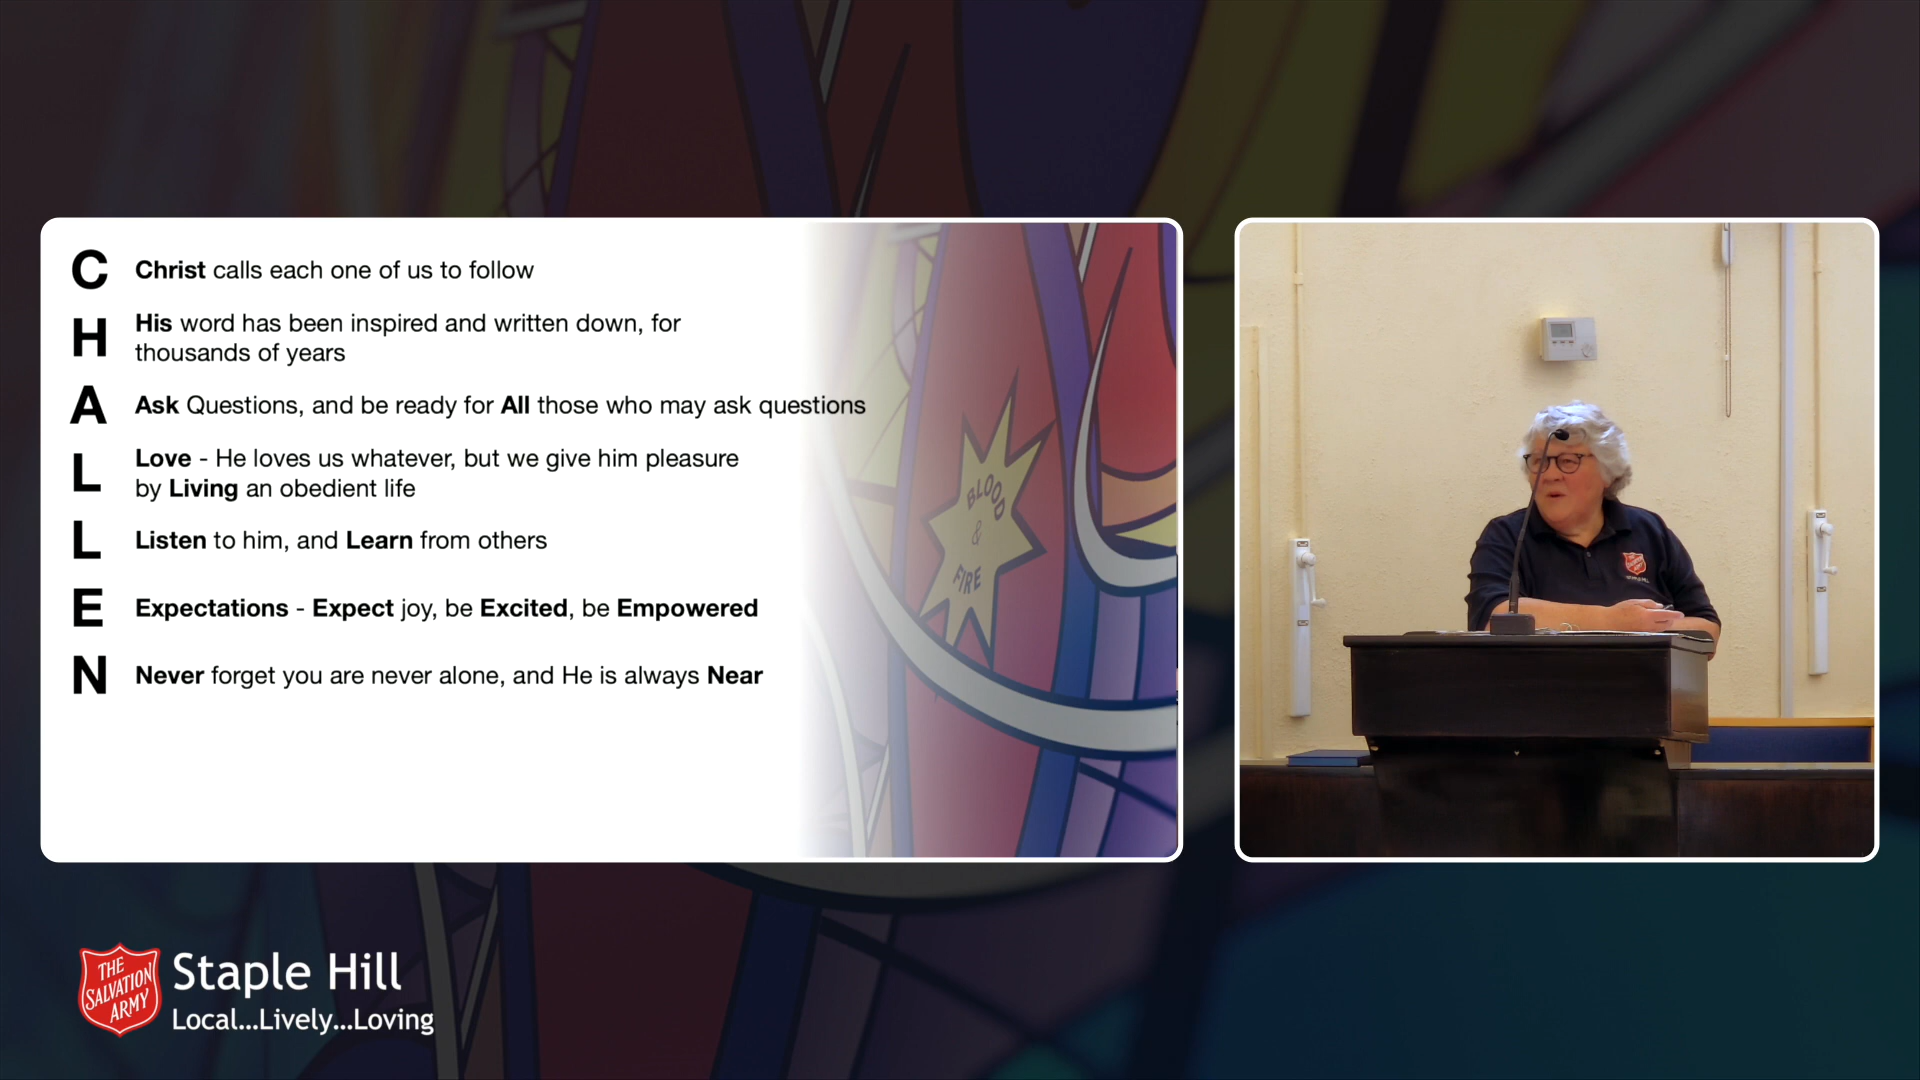 C Christ calls each one of us to follow
H His word has been inspired and written down, for
thousands of years
A Ask Questions, and be ready for All those who may ask questions
L Love - He loves us whatever, but we give him pleasure
by Living an obedient life
L Listen to him, and Learn from others
E Expectations - Expect joy, be Excited, be Empowered
N Never forget you are never alone, and He is always Near
BLOOD
&
FIRE
THE
SALVATION
ARMY
THE
SALVATION
ARMY
Staple Hill
Local...Lively...Loving